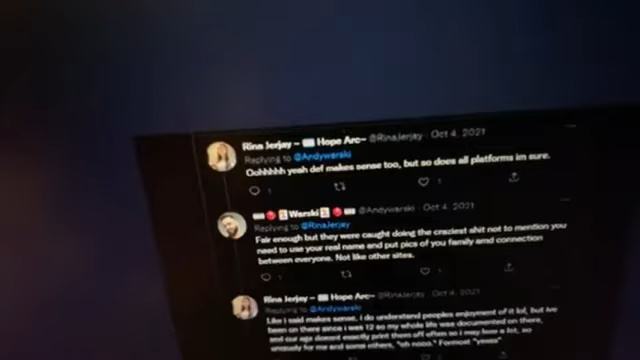 Rina Jerjay ~ Hope Arc~ @RinaJerjay · Oct 4, 2021
Replying to @Andywarski
Oohhhhh yeah def makes sense too, but so does all platforms im sure.
1
1
Warski @Andywarski · Oct 4, 2021
Replying to @RinaJerjay
Fair enough but they were caught doing the craziest shit not to mention you
need to use your real name and put pics of you family amd connection
between everyone. Not like other sites.
1
1
Rina Jerjay ~ Hope Arc~ @RinaJerjay · Oct 4, 2021
Replying to @Andywarski
Like i said makes sense, i do understand peoples enjoyment of it lol, but ive
been on there since i was 12 so my whole life was documented on there,
and our age doesnt exactly print them off often so i may lose a lot, so
for me and some others, "oh nooo."